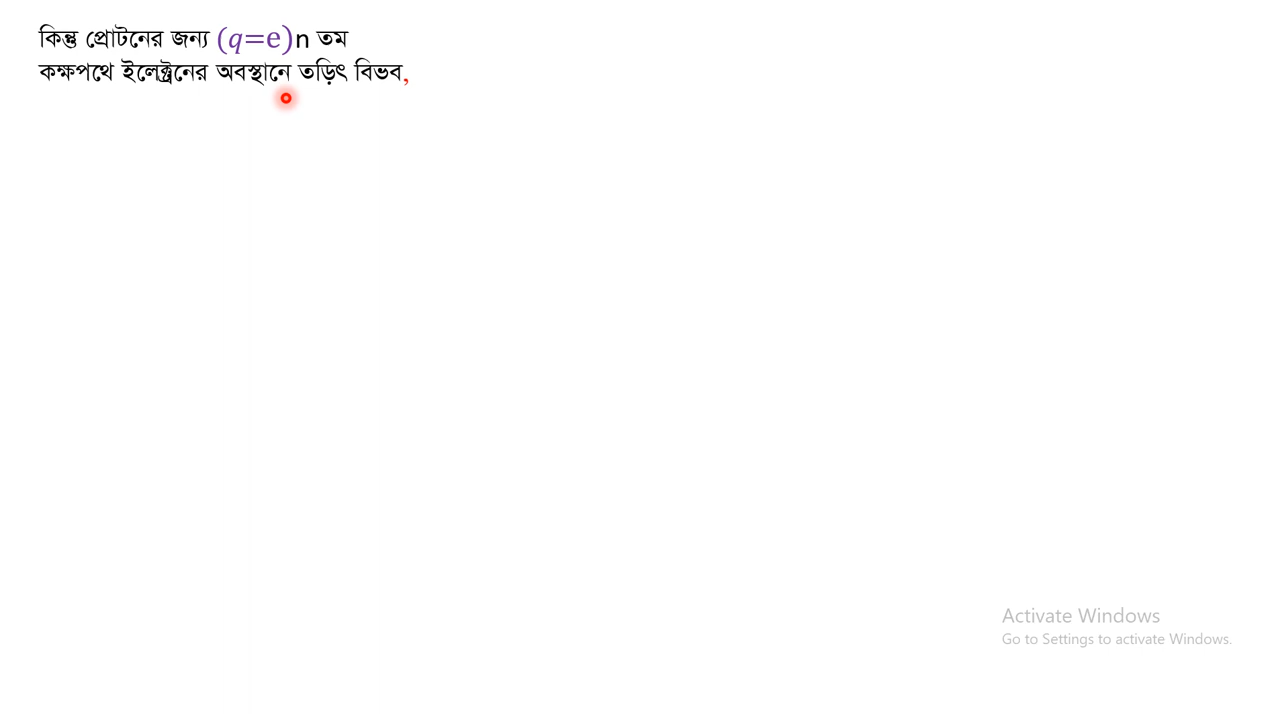 কিন্তু প্রোটনের জন্য (q=e)n তম
কক্ষপথে ইলেক্ট্রনের অবস্থানে তড়িৎ বিভব,
Activate Windows
Go to Settings to activate Windows.